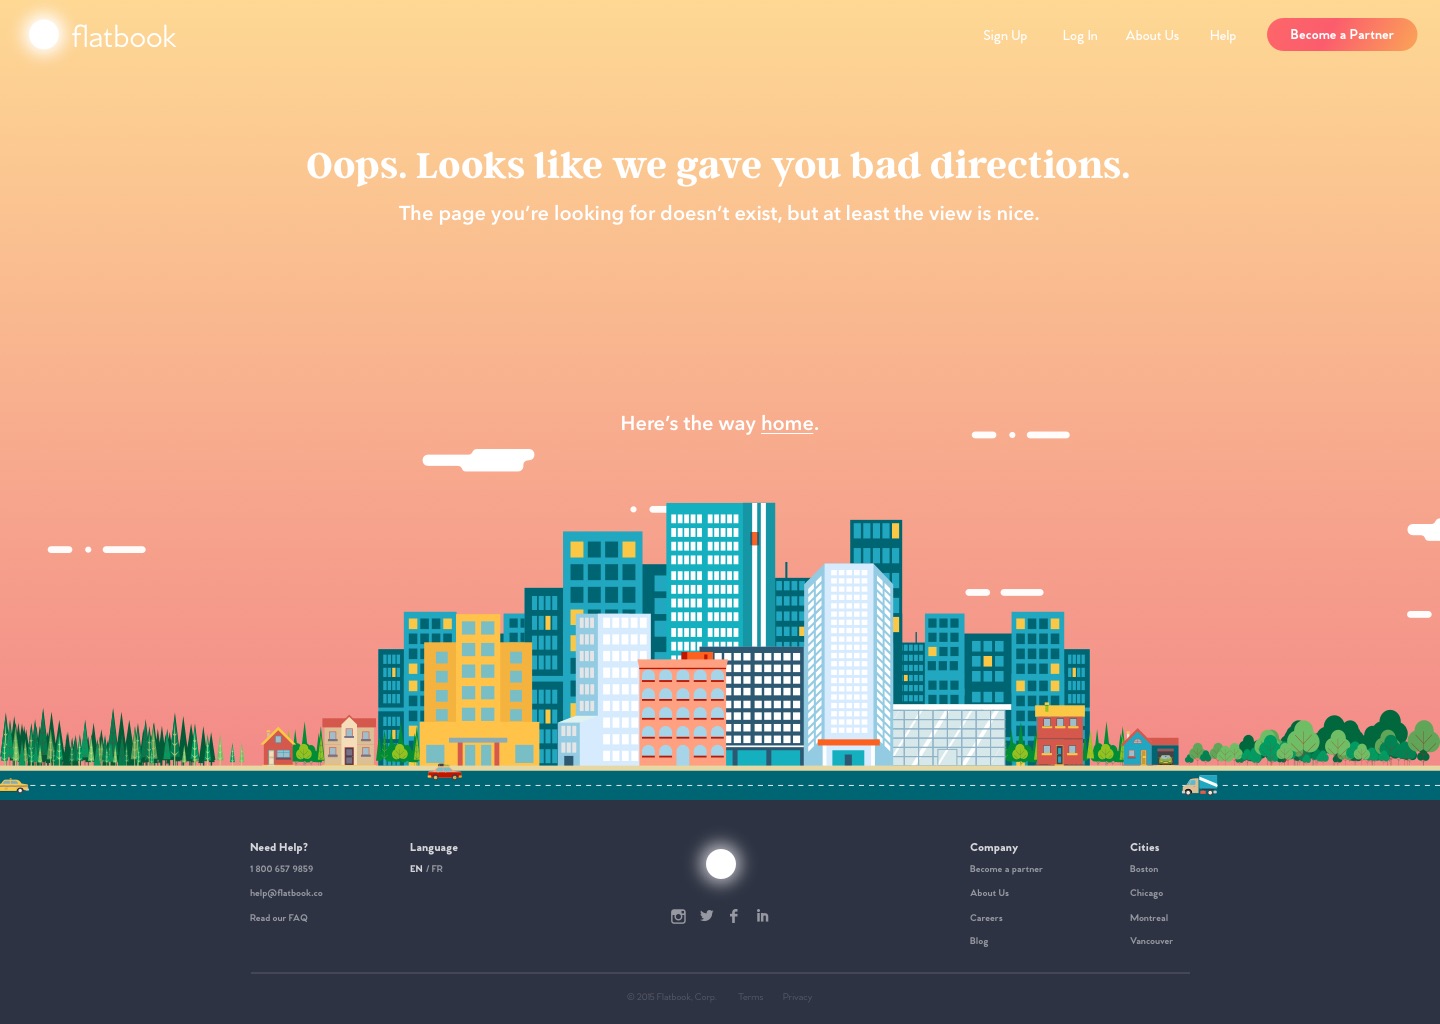 flatbook
Sign Up
Log In
About Us
Help
Become a Partner
Oops. Looks like we gave you bad directions.
The page you're looking for doesn't exist, but at least the view is nice.
Here's the way home.
Need Help?
1 800 657 9859
help@flatbook.co
Read our FAQ
Language
EN / FR
Company
Become a partner
About Us
Careers
Blog
Cities
Boston
Chicago
Montreal
Vancouver
© 2015 Flatbook, Corp.
Terms
Privacy